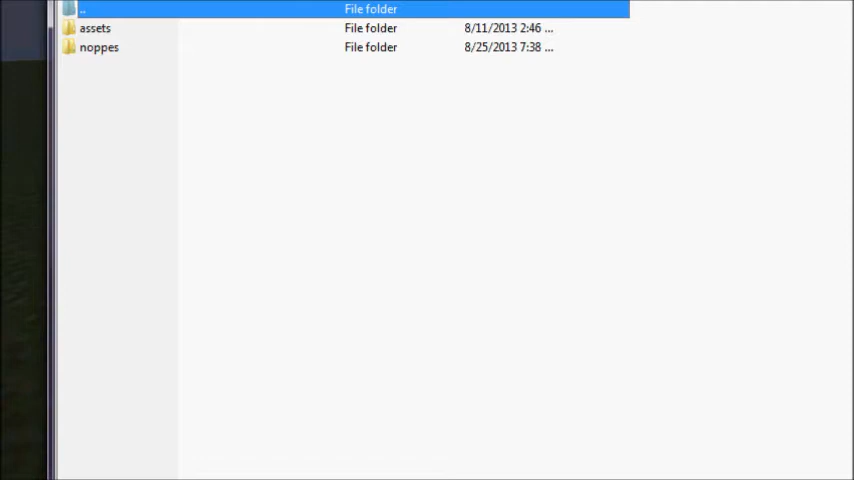 .. File folder
assets File folder 8/11/2013 2:46 ...
noppes File folder 8/25/2013 7:38 ...